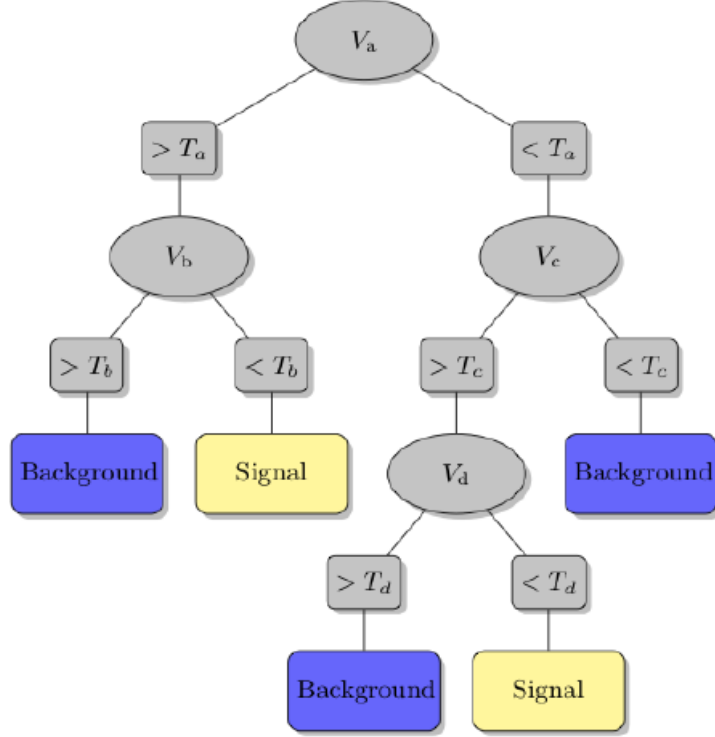 V_a
> T_a
< T_a
V_b
V_c
> T_b
< T_b
> T_c
< T_c
Background
Signal
V_d
Background
> T_d
< T_d
Background
Signal